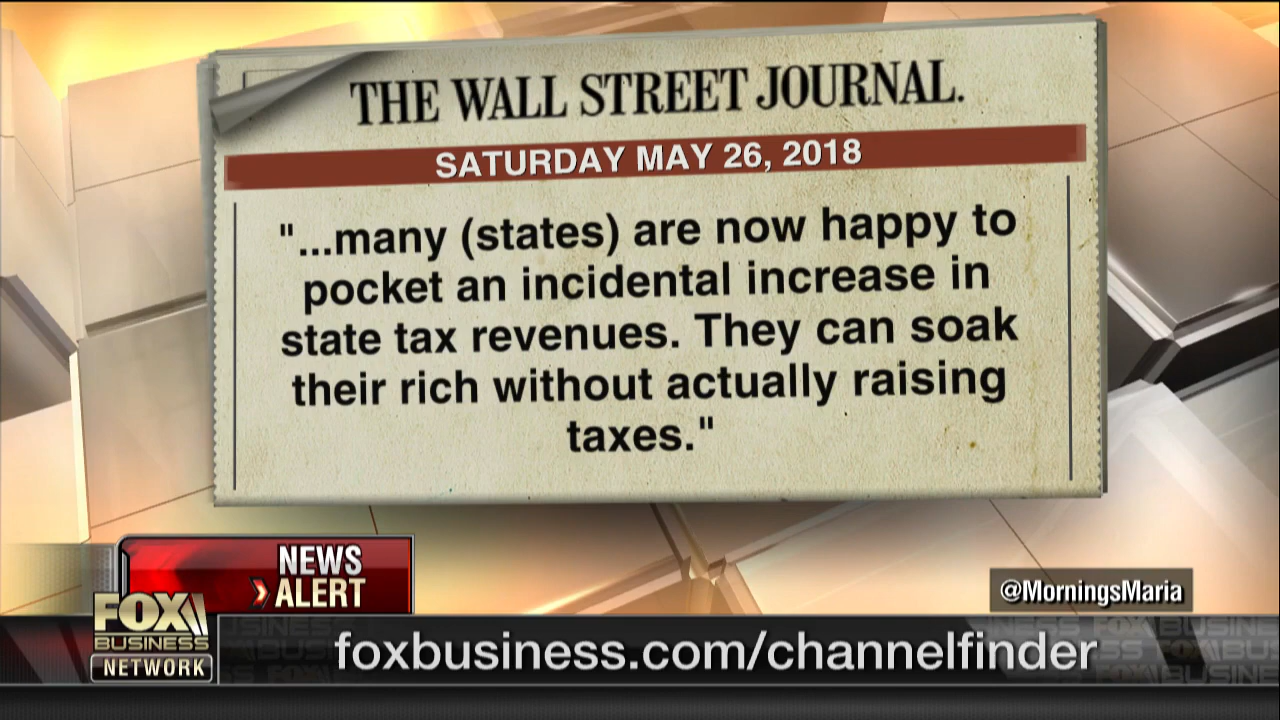 THE WALL STREET JOURNAL.
SATURDAY MAY 26, 2018
"...many (states) are now happy to
pocket an incidental increase in
state tax revenues. They can soak
their rich without actually raising
taxes."
NEWS
ALERT
@MorningsMaria
FOX
BUSINESS
NETWORK
foxbusiness.com/channelfinder